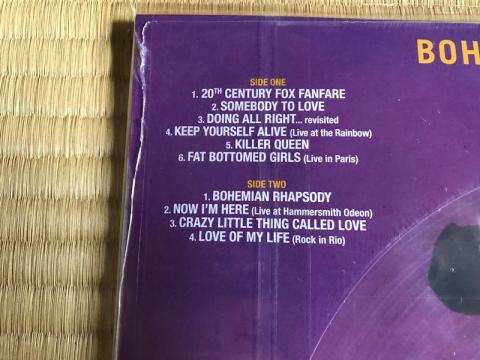 BOH
SIDE ONE
1. 20TH CENTURY FOX FANFARE
2. SOMEBODY TO LOVE
3. DOING ALL RIGHT... revisited
4. KEEP YOURSELF ALIVE (Live at the Rainbow)
5. KILLER QUEEN
6. FAT BOTTOMED GIRLS (Live in Paris)
SIDE TWO
1. BOHEMIAN RHAPSODY
2. NOW I'M HERE (Live at Hammersmith Odeon)
3. CRAZY LITTLE THING CALLED LOVE
4. LOVE OF MY LIFE (Rock in Rio)